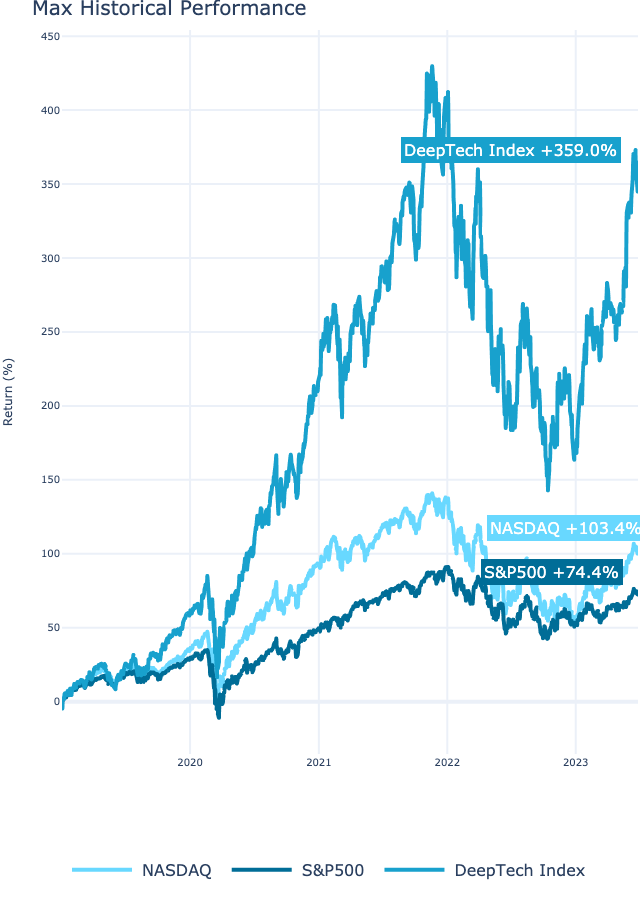 Max Historical Performance
450
400
DeepTech Index +359.0%
350
300
250
Return (%)
200
150
NASDAQ +103.4%
100
S&P500 +74.4%
50
0
2020 2021 2022 2023
NASDAQ S&P500 DeepTech Index